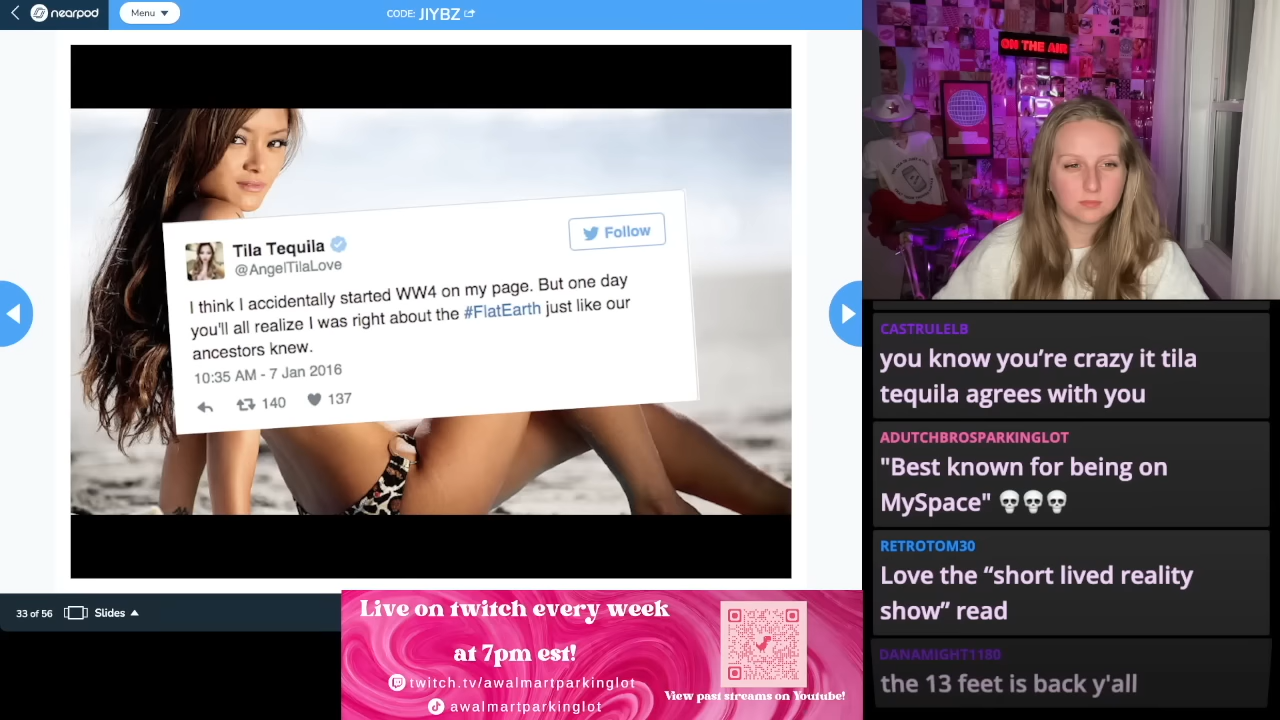 nearpod
Menu
CODE: JIYBZ
ON THE AIR
Tila Tequila
@AngelTilaLove
Follow
I think I accidentally started WW4 on my page. But one day
you'll all realize I was right about the #FlatEarth just like our
ancestors knew.
10:35 AM - 7 Jan 2016
140
137
33 of 56
Slides
Live on twitch every week
at 7pm est!
twitch.tv/awalmartparkinglot
awalmartparkinglot
View past streams on Youtube!
CASTRULELB
you know you’re crazy it tila
tequila agrees with you
ADUTCHBROSPARKINGLOT
"Best known for being on
MySpace" 💀💀💀
RETROTOM30
Love the “short lived reality
show” read
DANAMIGHT1180
the 13 feet is back y'all